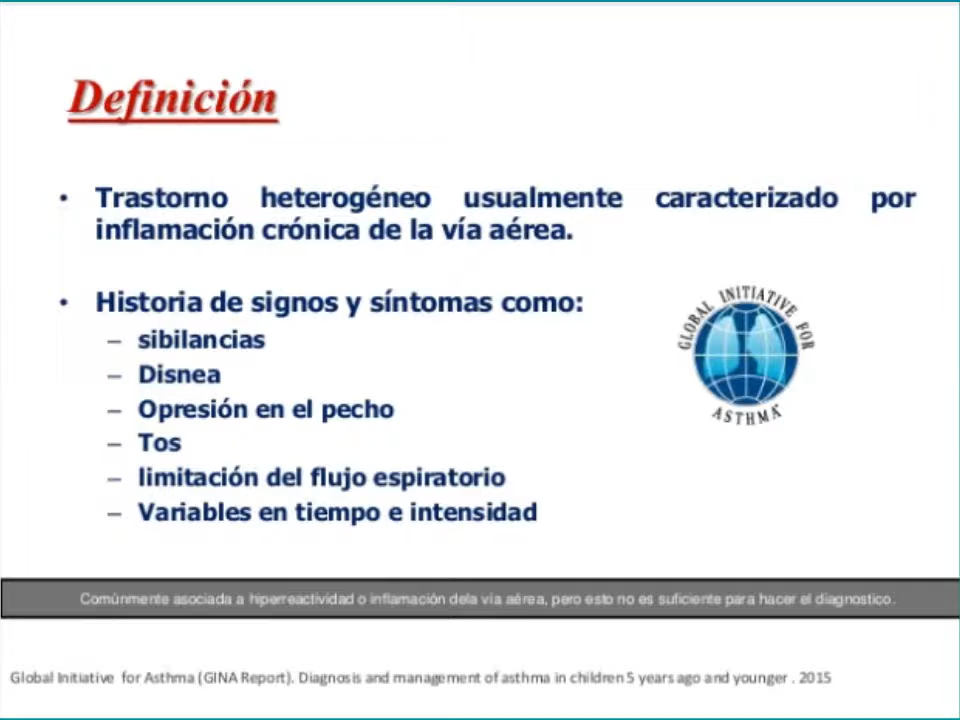 Definición
• Trastorno heterogéneo usualmente caracterizado por
inflamación crónica de la vía aérea.
• Historia de signos y síntomas como:
– sibilancias
– Disnea
– Opresión en el pecho
– Tos
– limitación del flujo espiratorio
– Variables en tiempo e intensidad
GLOBAL INITIATIVE FOR
ASTHMA
Comúnmente asociada a hiperreactividad o inflamación dela vía aérea, pero esto no es suficiente para hacer el diagnostico.
Global Initiative for Asthma (GINA Report). Diagnosis and management of asthma in children 5 years ago and younger . 2015